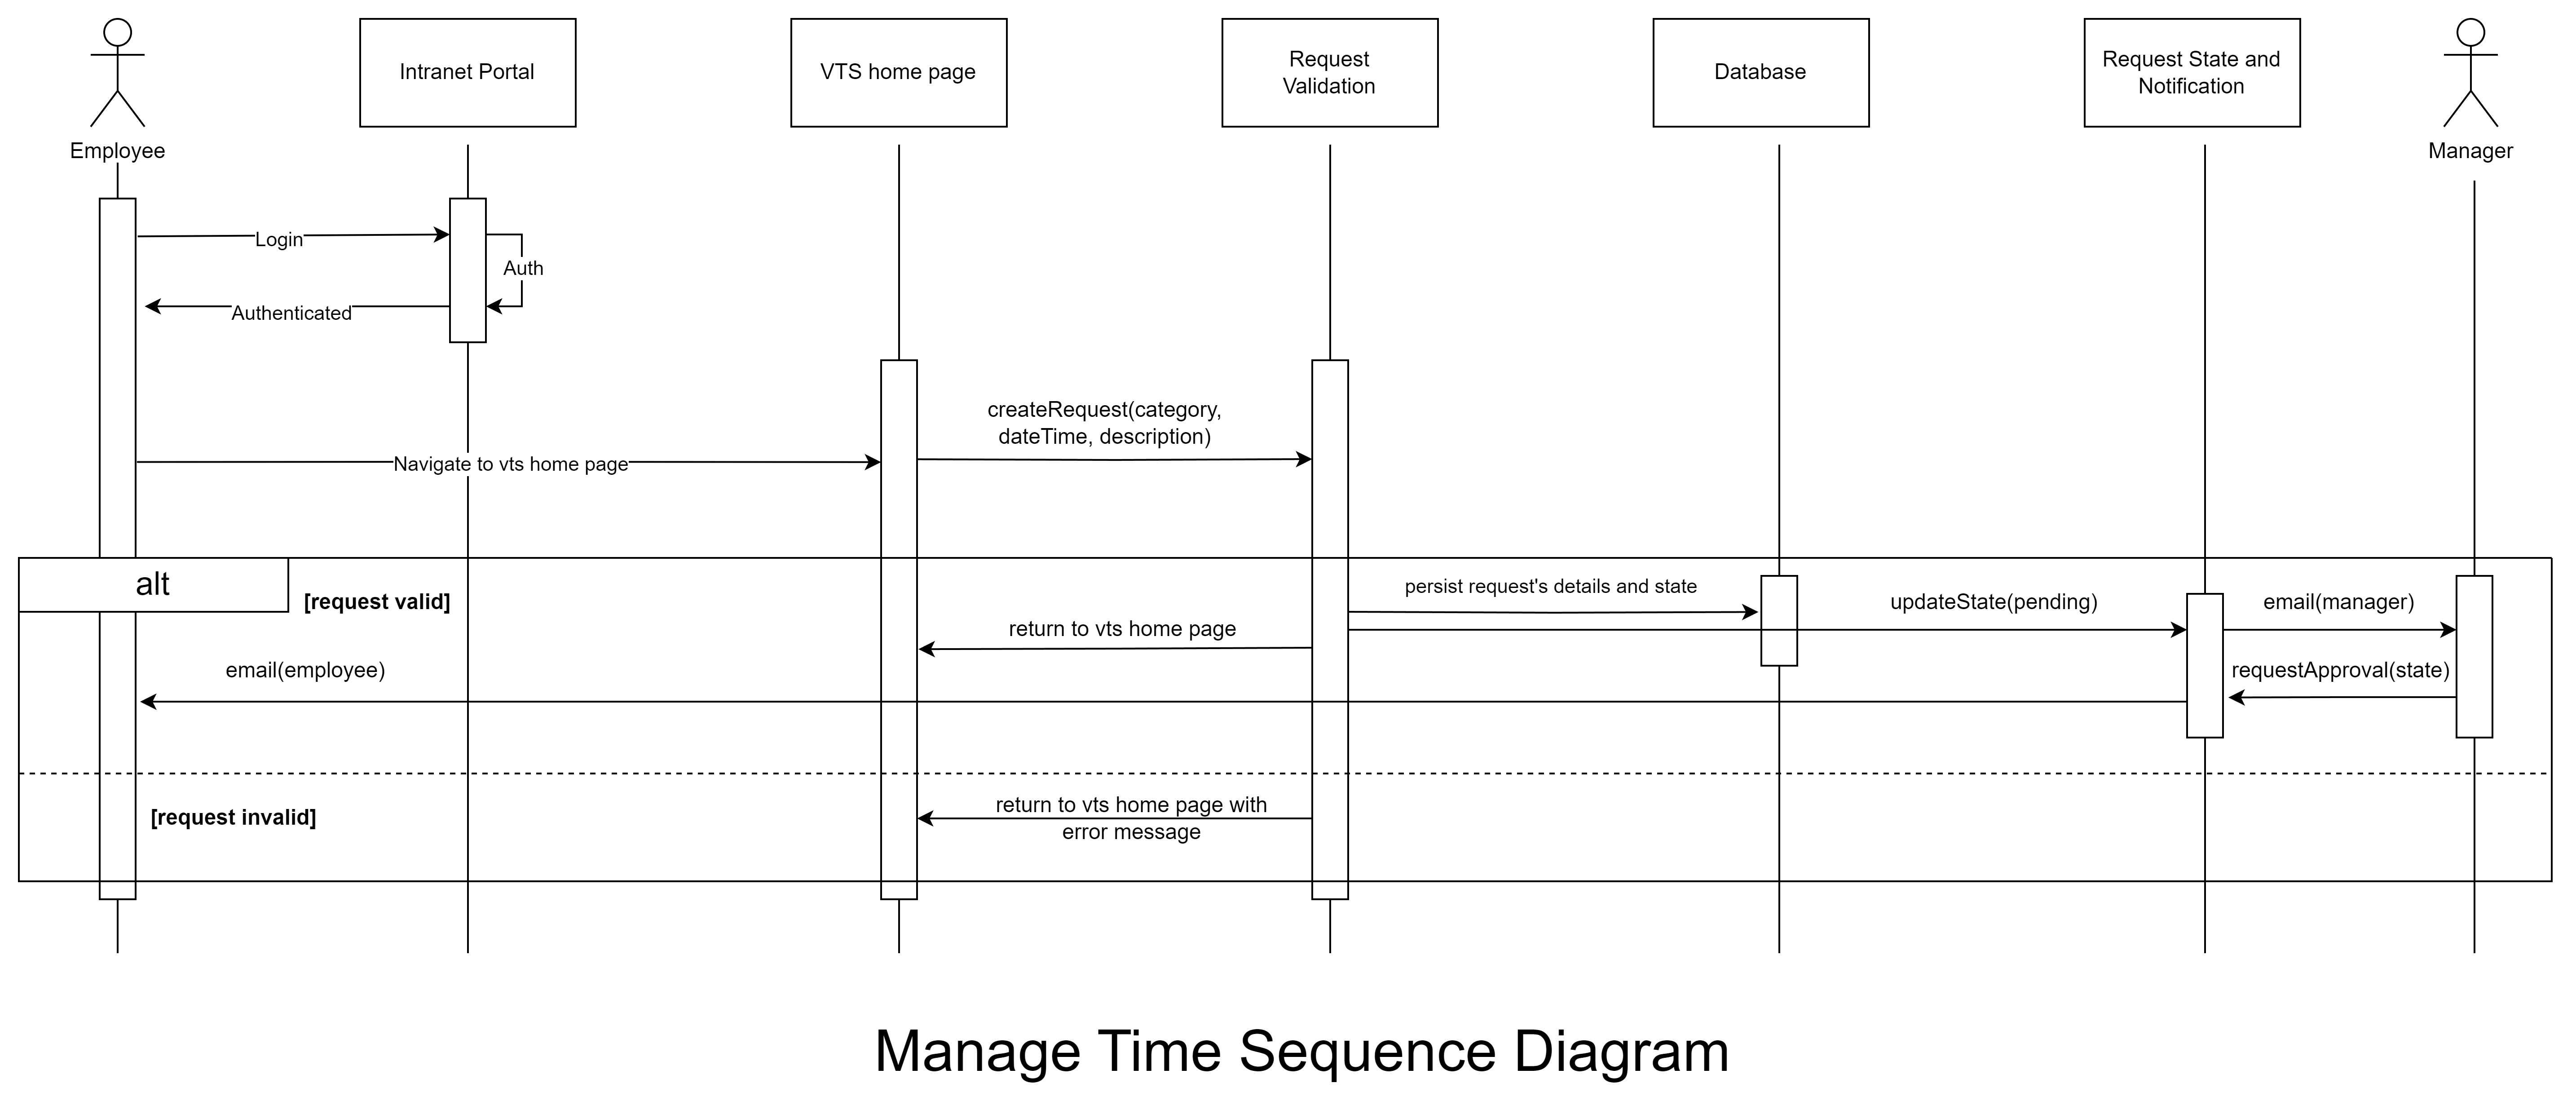 Employee
Intranet Portal
VTS home page
Request
Validation
Database
Request State and
Notification
Manager
Login
Auth
Authenticated
createRequest(category,
dateTime, description)
Navigate to vts home page
alt
[request valid]
persist request's details and state
updateState(pending)
email(manager)
return to vts home page
email(employee)
requestApproval(state)
[request invalid]
return to vts home page with
error message
Manage Time Sequence Diagram